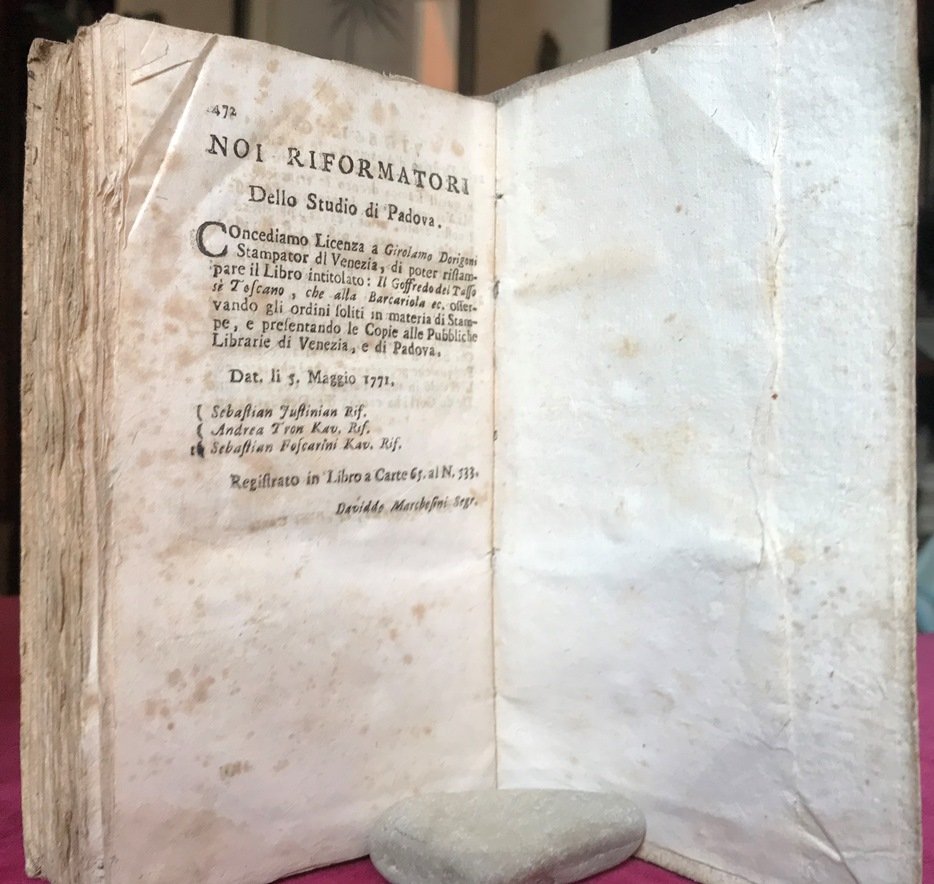 472
NOI RIFORMATORI
Dello Studio di Padova.
COncediamo Licenza a Girolamo Dorigoni
Stampator di Venezia, di poter riſtam-
pare il Libro intitolato: Il Goffredo del Taſſo
sè Toſcano, che alla Barcariola ec. oſſer-
vando gli ordini ſoliti in materia di Stam-
pe, e preſentando le Copie alle Pubbliche
Librarie di Venezia, e di Padova.
Dat. li 5. Maggio 1771.
( Sebaſtian Juſtinian Rif.
( Andrea Tron Kav. Rif.
( Sebaſtian Foſcarini Kav. Rif.
Regiſtrato in Libro a Carte 65. al N. 533.
Davidde Marcheſini Segr.